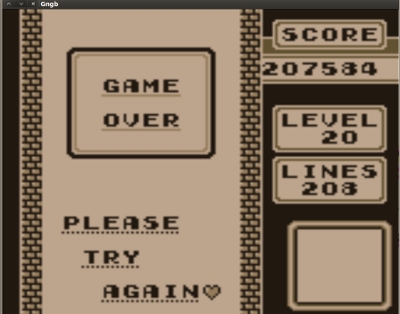 Gngb
GAME
OVER
PLEASE
TRY
AGAIN♥
SCORE
207584
LEVEL
20
LINES
208